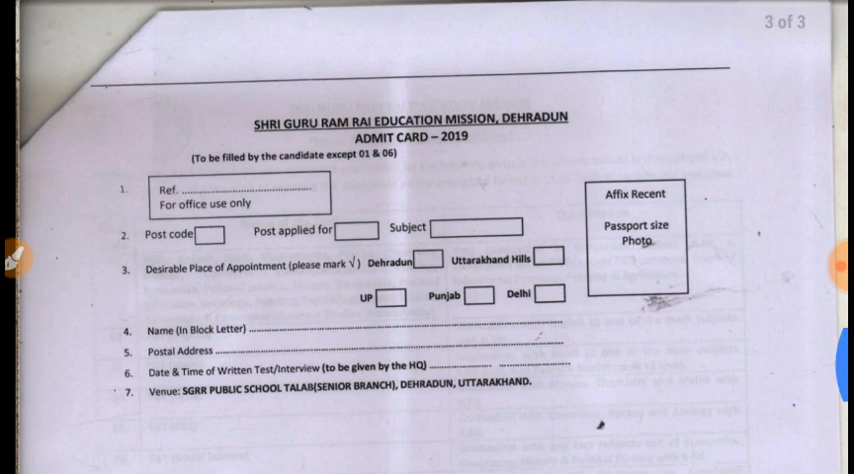 3 of 3
SHRI GURU RAM RAI EDUCATION MISSION, DEHRADUN
ADMIT CARD – 2019
(To be filled by the candidate except 01 & 06)
1. Ref. ......................................
For office use only
Affix Recent
Passport size
Photo.
2. Post code Post applied for Subject
3. Desirable Place of Appointment (please mark √ ) Dehradun Uttarakhand Hills
UP Punjab Delhi
4. Name (In Block Letter) ..........................................................................................
5. Postal Address ....................................................................................................
6. Date & Time of Written Test/Interview (to be given by the HQ) .................. .....................
7. Venue: SGRR PUBLIC SCHOOL TALAB(SENIOR BRANCH), DEHRADUN, UTTARAKHAND.